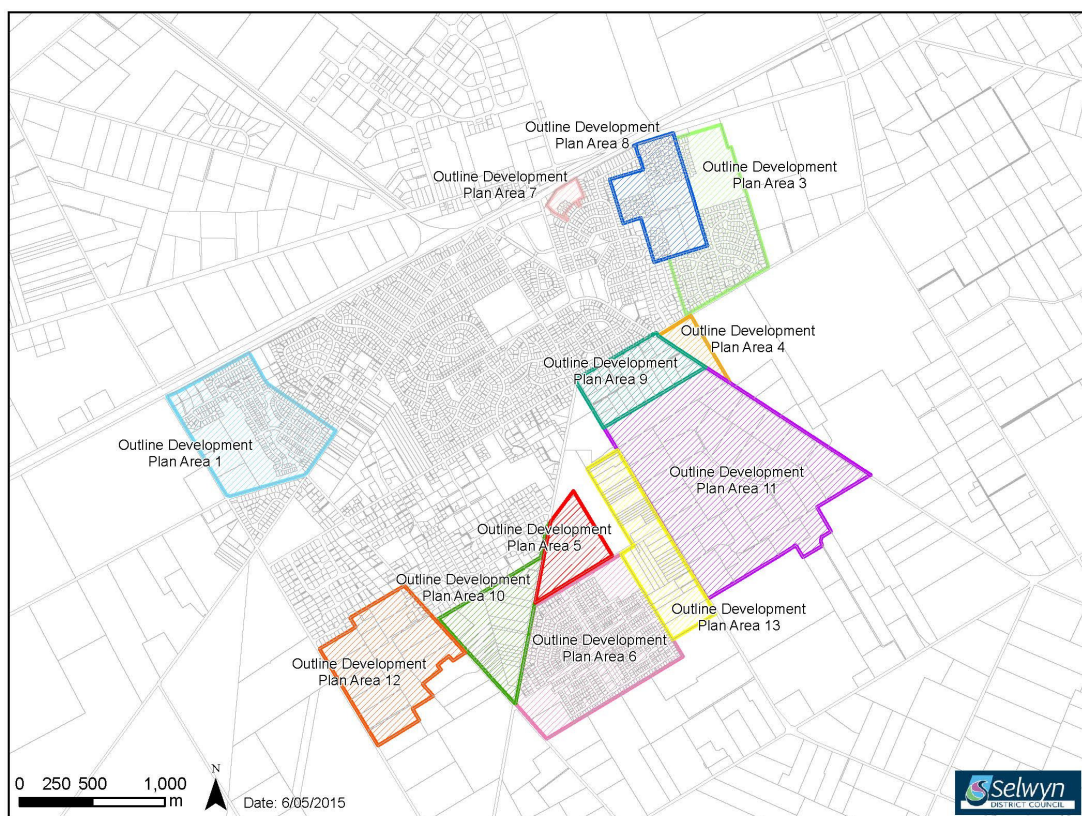 Outline Development
Plan Area 8
Outline Development
Plan Area 7
Outline Development
Plan Area 3
Outline Development
Plan Area 4
Outline Development
Plan Area 9
Outline Development
Plan Area 1
Outline Development
Plan Area 11
Outline Development
Plan Area 5
Outline Development
Plan Area 10
Outline Development
Plan Area 13
Outline Development
Plan Area 6
Outline Development
Plan Area 12
0 250 500 1,000
m
N
Date: 6/05/2015
Selwyn
DISTRICT COUNCIL